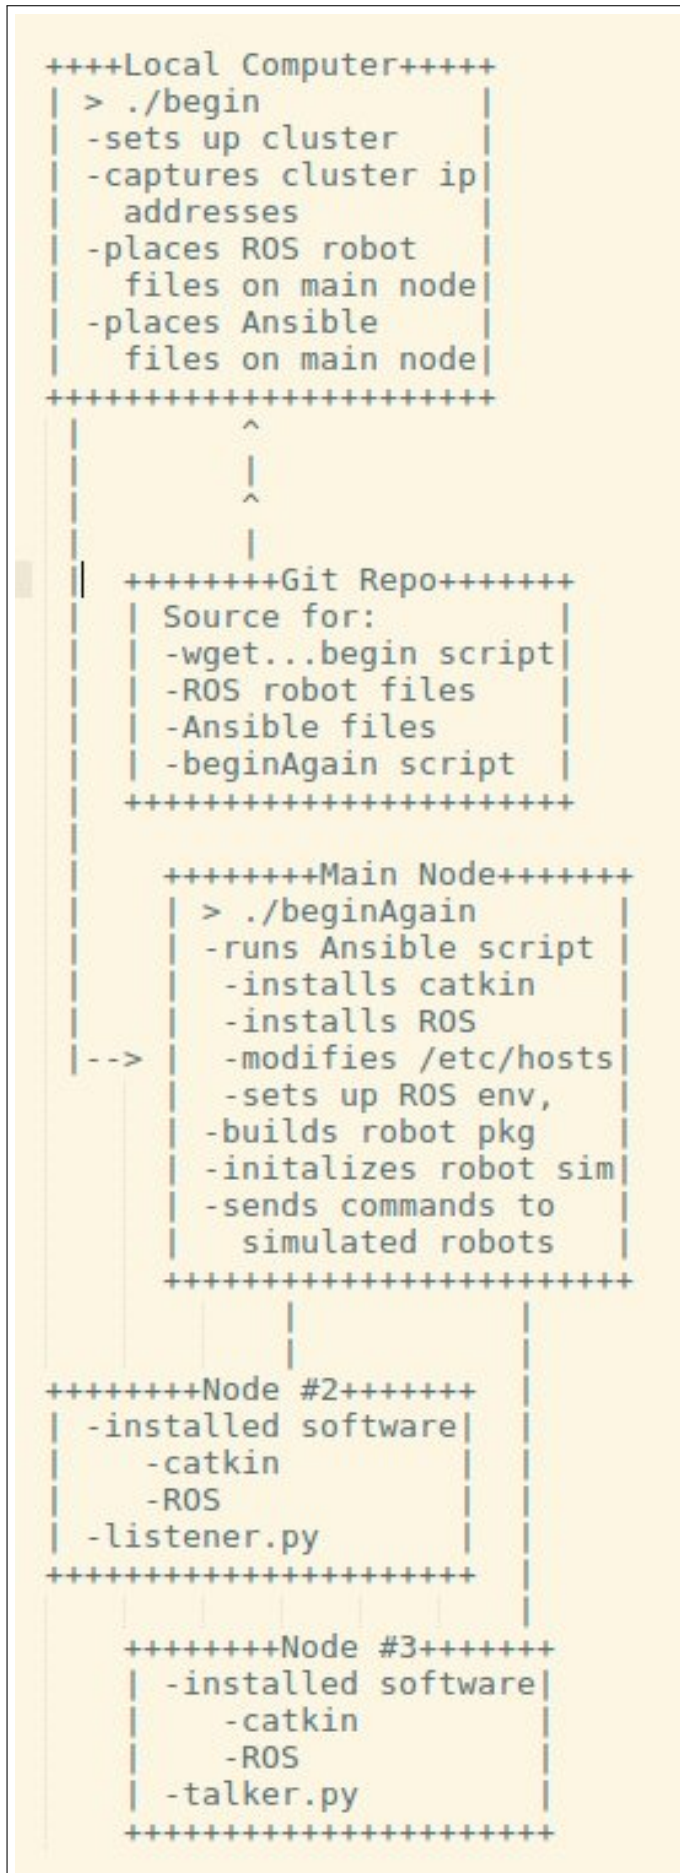 ++++Local Computer+++++
| > ./begin           |
| -sets up cluster    |
| -captures cluster ip|
|   addresses         |
| -places ROS robot   |
|   files on main node|
| -places Ansible     |
|   files on main node|
+++++++++++++++++++++++
 |        ^
 |        |
 |        ^
 |        |
 |  ++++++++Git Repo+++++++
 |  | Source for:         |
 |  | -wget...begin script|
 |  | -ROS robot files    |
 |  | -Ansible files      |
 |  | -beginAgain script  |
 |  +++++++++++++++++++++++
 |
 |    ++++++++Main Node+++++++
 |    | > ./beginAgain       |
 |    | -runs Ansible script |
 |    |  -installs catkin    |
 |    |  -installs ROS       |
 |--> |  -modifies /etc/hosts|
      |  -sets up ROS env,   |
      | -builds robot pkg    |
      | -initalizes robot sim|
      | -sends commands to   |
      |   simulated robots   |
      ++++++++++++++++++++++++
            |           |
            |           |
++++++++Node #2+++++++  |
| -installed software|  |
|    -catkin         |  |
|    -ROS            |  |
| -listener.py       |  |
++++++++++++++++++++++  |
                        |
    ++++++++Node #3+++++++
    | -installed software|
    |    -catkin         |
    |    -ROS            |
    | -talker.py         |
    ++++++++++++++++++++++